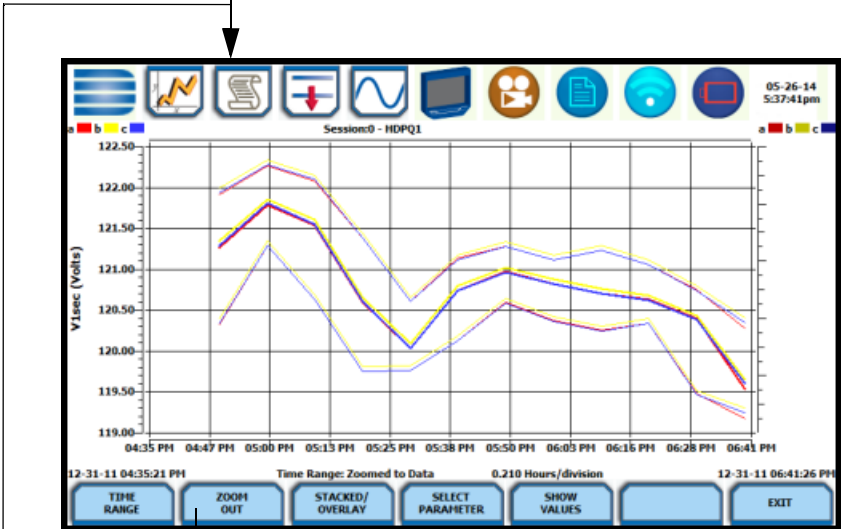 05-26-14
5:37:41pm
a b c
Session:0 - HDPQ1
a b c
V1sec (Volts)
122.50
122.00
121.50
121.00
120.50
120.00
119.50
119.00
04:35 PM 04:47 PM 05:00 PM 05:13 PM 05:25 PM 05:38 PM 05:50 PM 06:03 PM 06:16 PM 06:28 PM 06:41 PM
12-31-11 04:35:21 PM Time Range: Zoomed to Data 0.210 Hours/division 12-31-11 06:41:26 PM
TIME RANGE
ZOOM OUT
STACKED/ OVERLAY
SELECT PARAMETER
SHOW VALUES
EXIT